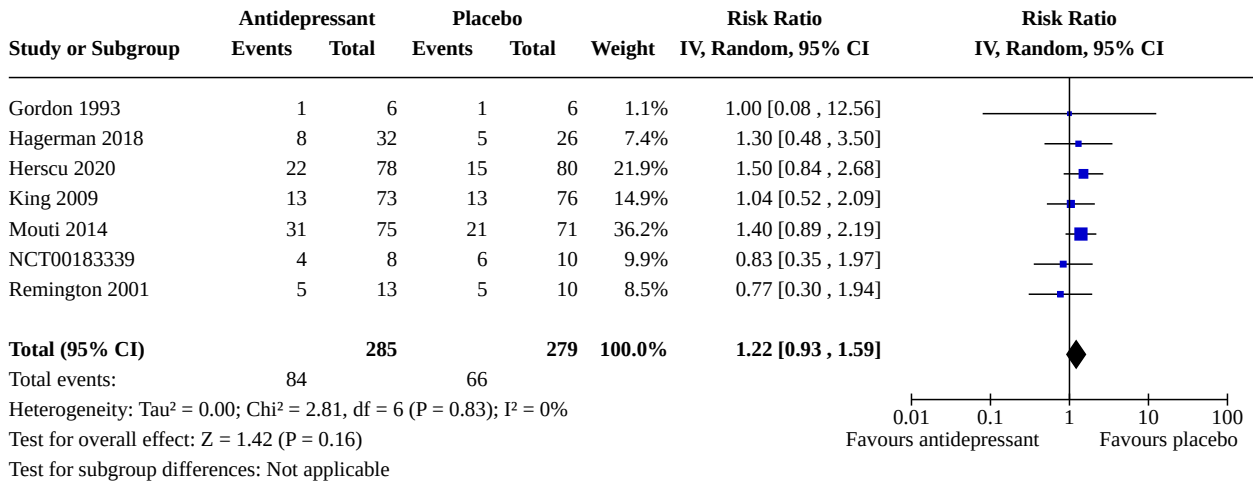 Antidepressant Placebo Risk Ratio Risk Ratio
Study or Subgroup Events Total Events Total Weight IV, Random, 95% CI IV, Random, 95% CI
Gordon 1993 1 6 1 6 1.1% 1.00 [0.08 , 12.56]
Hagerman 2018 8 32 5 26 7.4% 1.30 [0.48 , 3.50]
Herscu 2020 22 78 15 80 21.9% 1.50 [0.84 , 2.68]
King 2009 13 73 13 76 14.9% 1.04 [0.52 , 2.09]
Mouti 2014 31 75 21 71 36.2% 1.40 [0.89 , 2.19]
NCT00183339 4 8 6 10 9.9% 0.83 [0.35 , 1.97]
Remington 2001 5 13 5 10 8.5% 0.77 [0.30 , 1.94]
Total (95% CI) 285 279 100.0% 1.22 [0.93 , 1.59]
Total events: 84 66
Heterogeneity: Tau² = 0.00; Chi² = 2.81, df = 6 (P = 0.83); I² = 0%
Test for overall effect: Z = 1.42 (P = 0.16)
Test for subgroup differences: Not applicable
0.01 0.1 1 10 100
Favours antidepressant Favours placebo